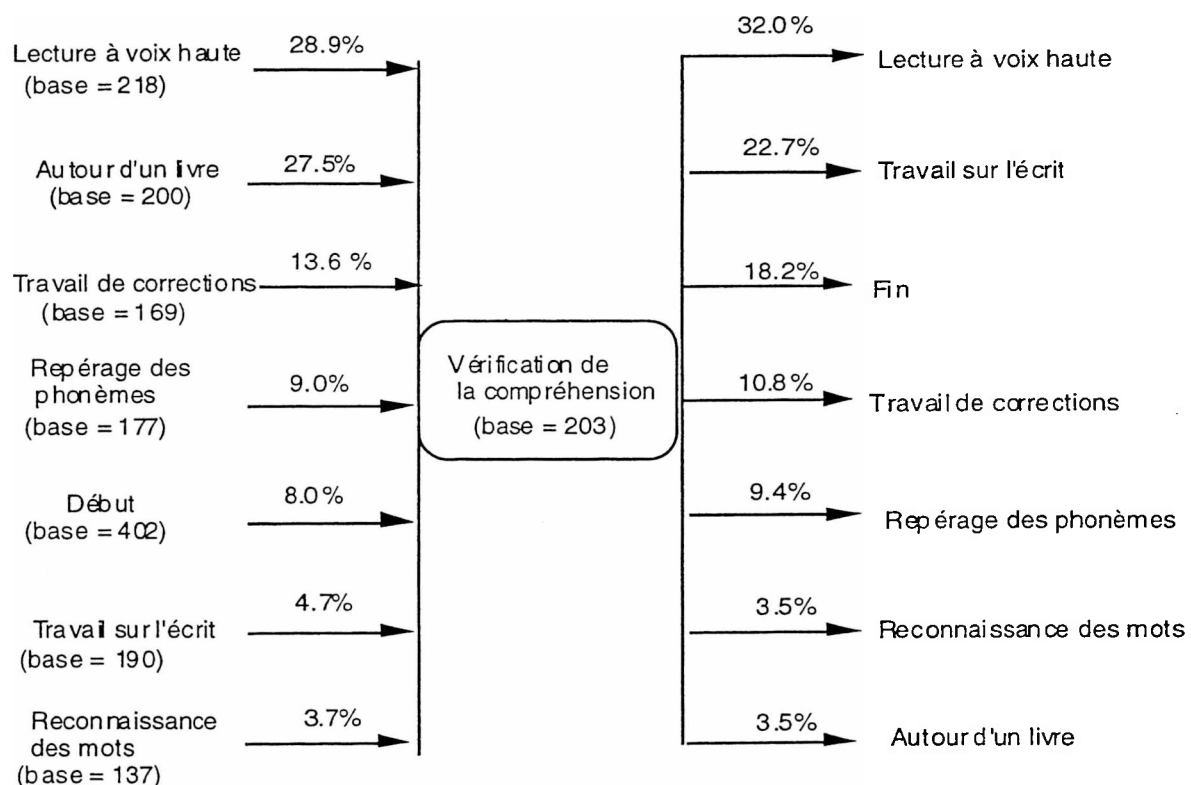 Lecture à voix haute
(base = 218)
28.9%
Autour d'un livre
(base = 200)
27.5%
Travail de corrections
(base = 169)
13.6 %
Repérage des
phonèmes
(base = 177)
9.0%
Début
(base = 402)
8.0%
Travail sur l'écrit
(base = 190)
4.7%
Reconnaissance
des mots
(base = 137)
3.7%
Vérification de
la compréhension
(base = 203)
32.0%
Lecture à voix haute
22.7%
Travail sur l'écrit
18.2%
Fin
10.8%
Travail de corrections
9.4%
Repérage des phonèmes
3.5%
Reconnaissance des mots
3.5%
Autour d'un livre